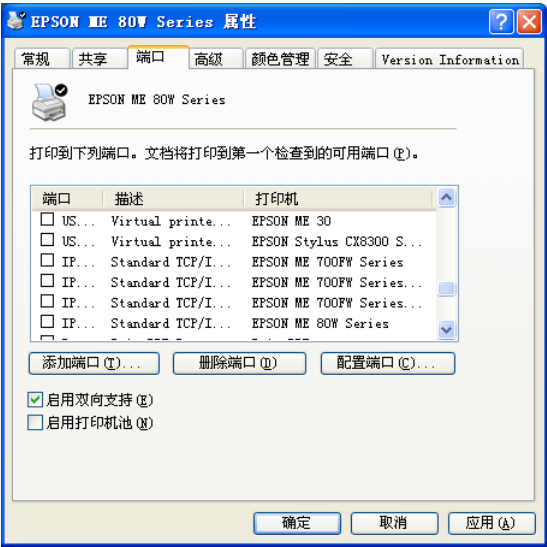 EPSON ME 80W Series 属性
常规 共享 端口 高级 颜色管理 安全 Version Information
EPSON ME 80W Series
打印到下列端口。文档将打印到第一个检查到的可用端口(P)。
端口 描述 打印机
US... Virtual printe... EPSON ME 30
US... Virtual printe... EPSON Stylus CX8300 S...
IP... Standard TCP/I... EPSON ME 700FW Series
IP... Standard TCP/I... EPSON ME 700FW Series...
IP... Standard TCP/I... EPSON ME 700FW Series...
IP... Standard TCP/I... EPSON ME 80W Series
添加端口(T)... 删除端口(D) 配置端口(C)...
启用双向支持(E)
启用打印机池(N)
确定 取消 应用(A)